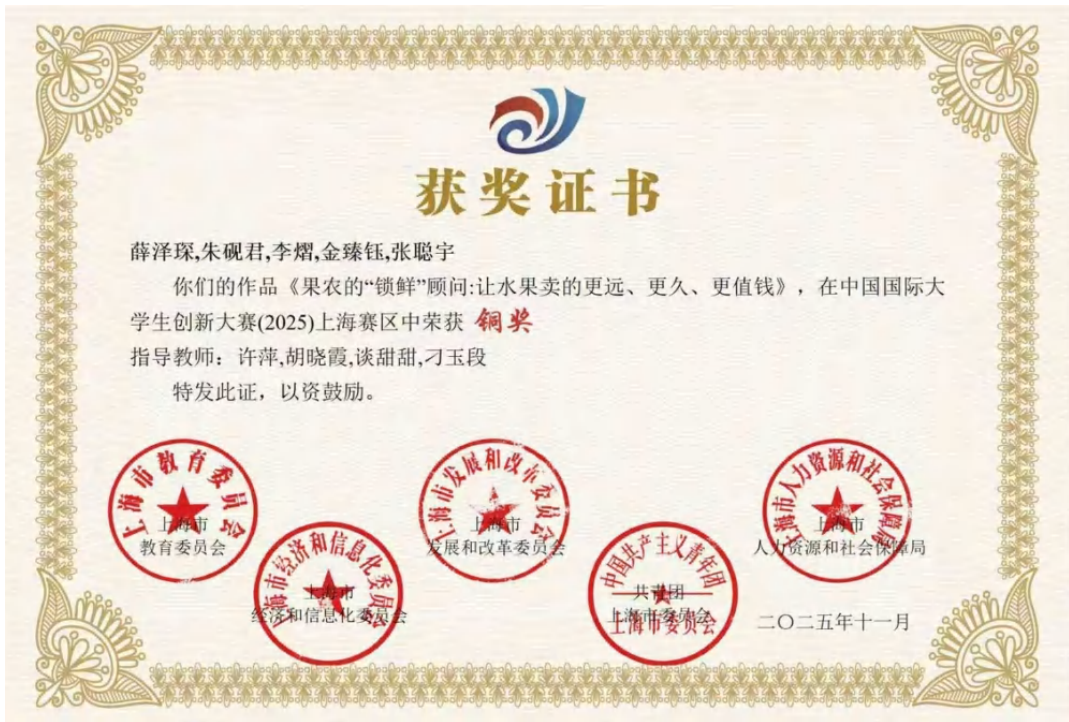 获奖证书
薛泽琛,朱砚君,李熠,金臻钰,张聪宇
你们的作品《果农的“锁鲜”顾问:让水果卖的更远、更久、更值钱》，在中国国际大
学生创新大赛(2025)上海赛区中荣获 铜奖
指导教师：许萍,胡晓霞,谈甜甜,刁玉段
特发此证，以资鼓励。
上海市教育委员会
上海市
教育委员会
上海市经济和信息化委员会
上海市
经济和信息化委员会
上海市发展和改革委员会
上海市
发展和改革委员会
中国共产主义青年团
上海市委员会
共青团
上海市委员会
上海市人力资源和社会保障局
上海市
人力资源和社会保障局
二〇二五年十一月